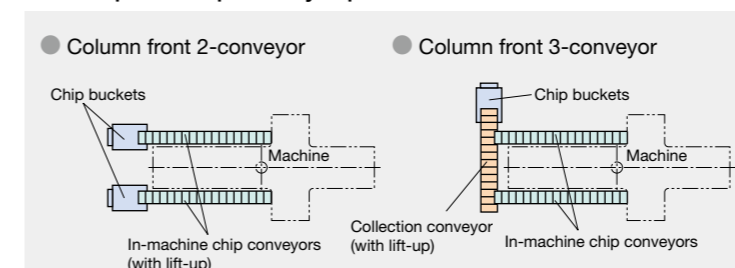 Column front 2-conveyor
Chip buckets
Machine
In-machine chip conveyors
(with lift-up)
Column front 3-conveyor
Chip buckets
Machine
Collection conveyor
(with lift-up)
In-machine chip conveyors